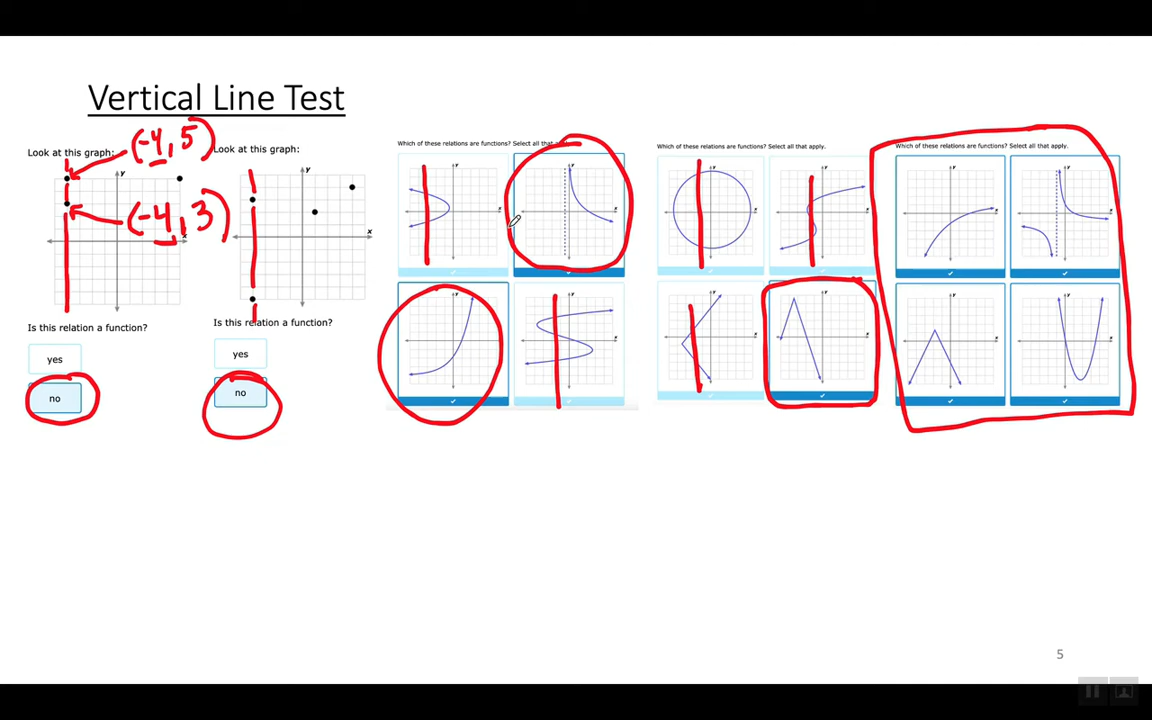 Vertical Line Test
Look at this graph:
(-4, 5)
(-4, 3)
y
x
Is this relation a function?
yes
no
Look at this graph:
y
x
Is this relation a function?
yes
no
Which of these relations are functions? Select all that apply.
y
x
y
x
y
x
y
x
Which of these relations are functions? Select all that apply.
y
x
y
x
y
x
y
x
Which of these relations are functions? Select all that apply.
y
x
y
x
y
x
y
x
5